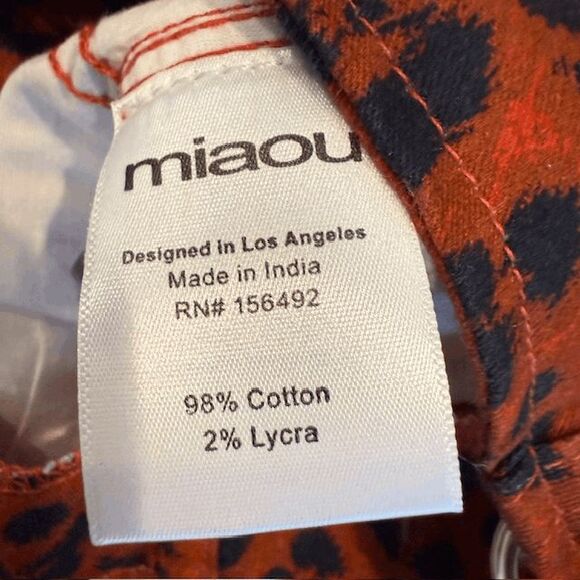 miaou
Designed in Los Angeles
Made in India
RN# 156492
98% Cotton
2% Lycra